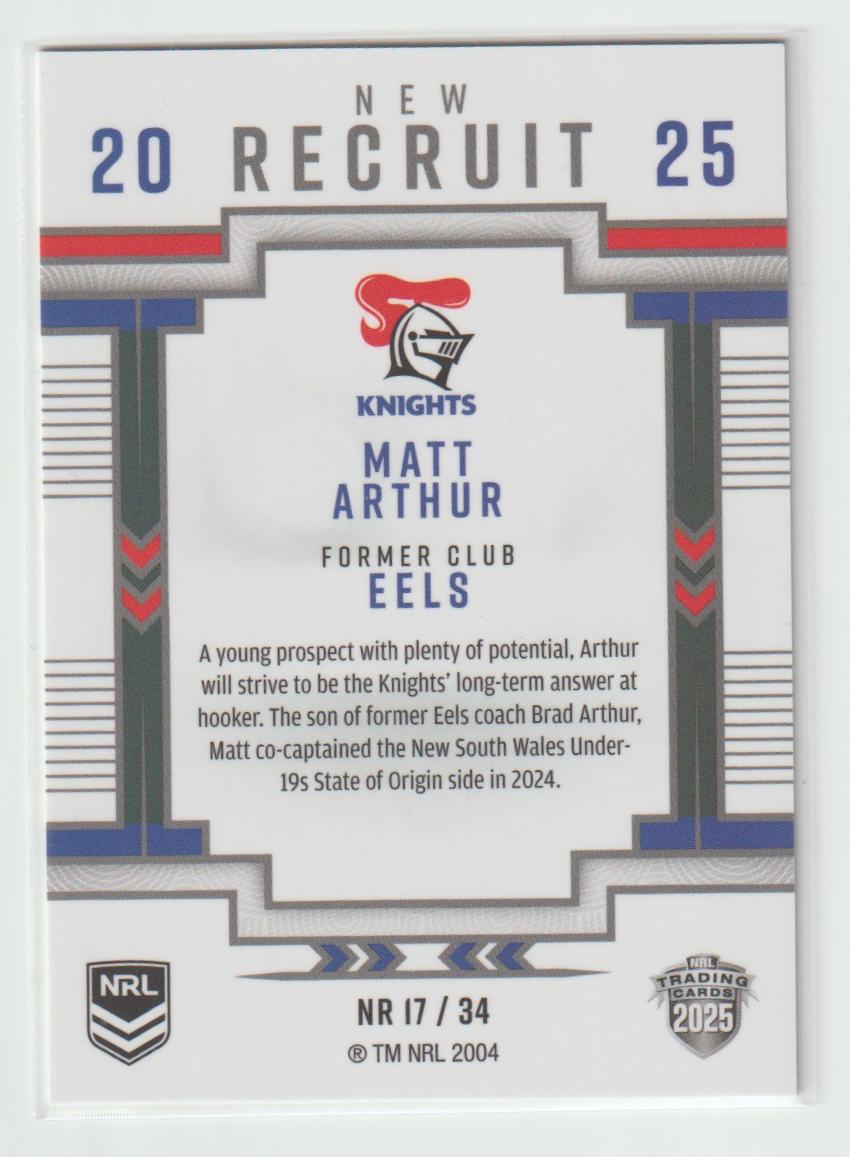 NEW
20 RECRUIT 25
KNIGHTS
MATT
ARTHUR
FORMER CLUB
EELS
A young prospect with plenty of potential, Arthur
will strive to be the Knights' long-term answer at
hooker. The son of former Eels coach Brad Arthur,
Matt co-captained the New South Wales Under-
19s State of Origin side in 2024.
NRL
NR 17 / 34
® TM NRL 2004
NRL
TRADING
CARDS
2025